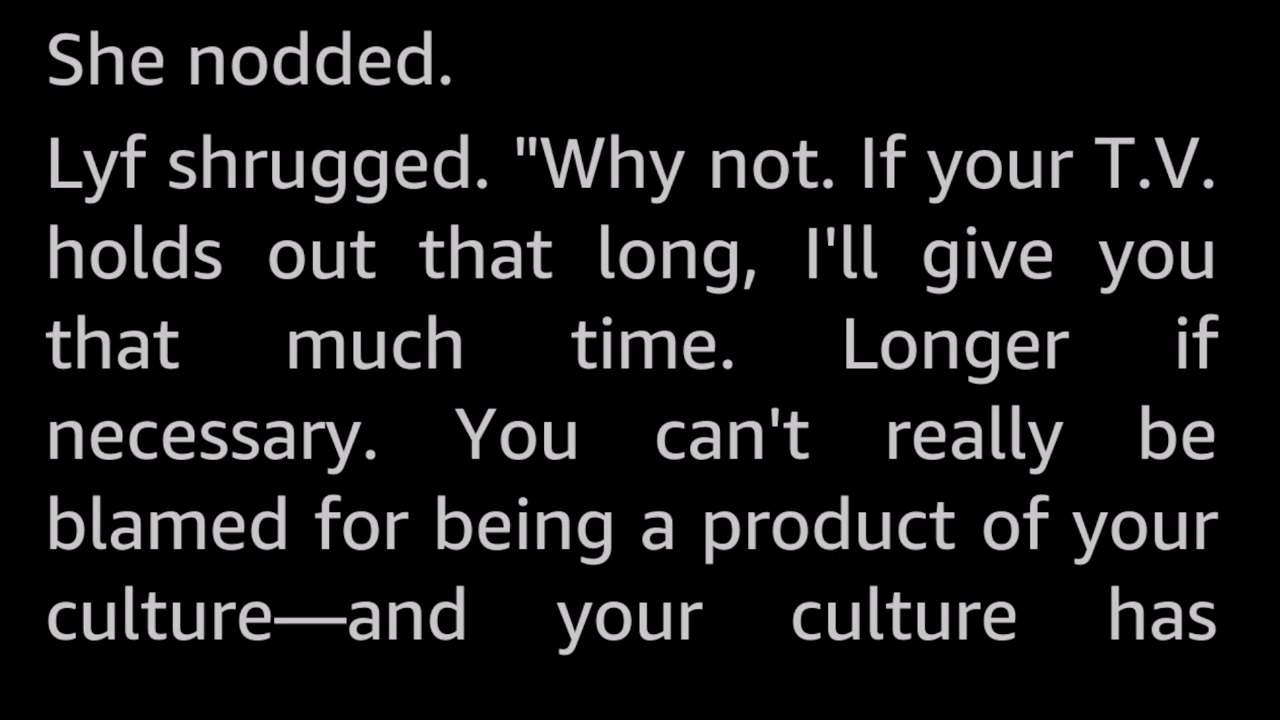 She nodded.
Lyf shrugged. "Why not. If your T.V.
holds out that long, I'll give you
that much time. Longer if
necessary. You can't really be
blamed for being a product of your
culture—and your culture has